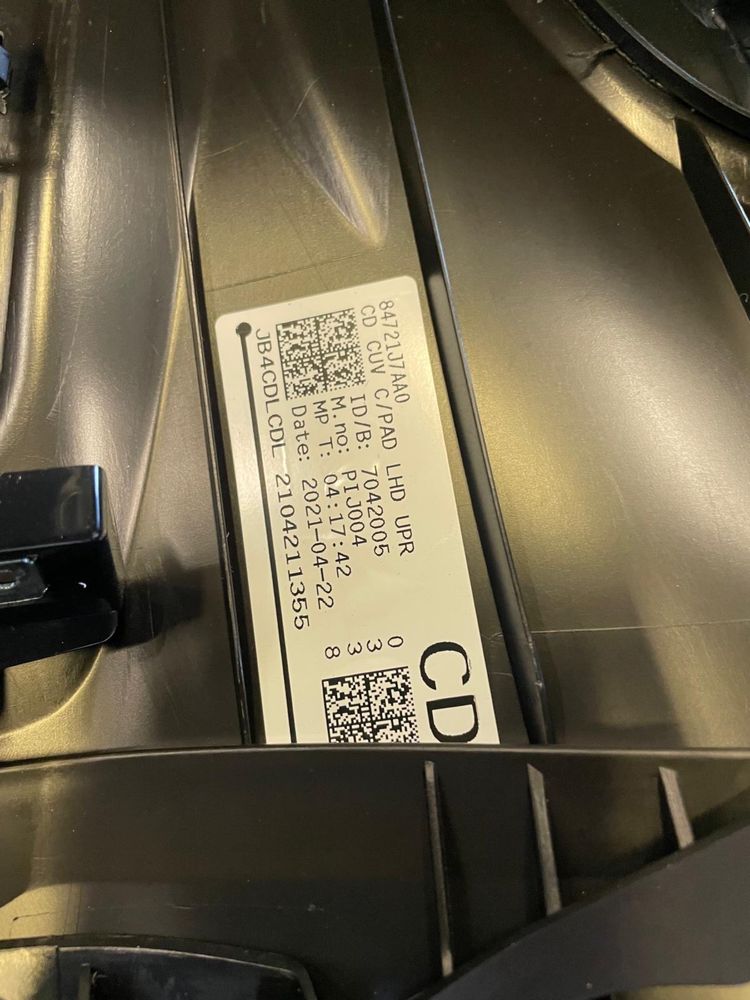 84721J7AA0
CD CUV C/PAD LHD UPR
ID/B: 7042005
M.no: PIJ004
MP T: 04:17:42
Date: 2021-04-22
JB4CDLCDL 2104211355
CD
0
3
3
8